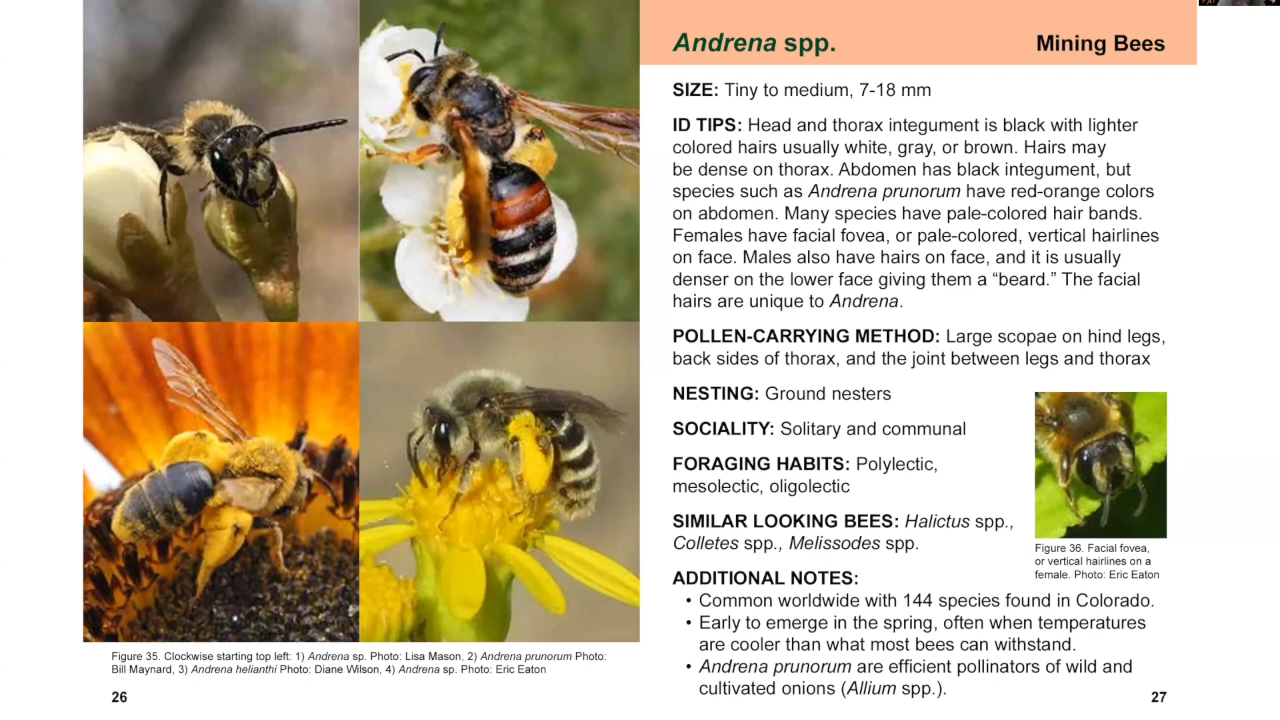 Andrena spp.
Mining Bees
SIZE: Tiny to medium, 7-18 mm
ID TIPS: Head and thorax integument is black with lighter
colored hairs usually white, gray, or brown. Hairs may
be dense on thorax. Abdomen has black integument, but
species such as Andrena prunorum have red-orange colors
on abdomen. Many species have pale-colored hair bands.
Females have facial fovea, or pale-colored, vertical hairlines
on face. Males also have hairs on face, and it is usually
denser on the lower face giving them a “beard.” The facial
hairs are unique to Andrena.
POLLEN-CARRYING METHOD: Large scopae on hind legs,
back sides of thorax, and the joint between legs and thorax
NESTING: Ground nesters
SOCIALITY: Solitary and communal
FORAGING HABITS: Polylectic,
mesolectic, oligolectic
SIMILAR LOOKING BEES: Halictus spp.,
Colletes spp., Melissodes spp.
Figure 36. Facial fovea,
or vertical hairlines on a
female. Photo: Eric Eaton
ADDITIONAL NOTES:
• Common worldwide with 144 species found in Colorado.
• Early to emerge in the spring, often when temperatures
are cooler than what most bees can withstand.
• Andrena prunorum are efficient pollinators of wild and
cultivated onions (Allium spp.).
Figure 35. Clockwise starting top left: 1) Andrena sp. Photo: Lisa Mason, 2) Andrena prunorum Photo:
Bill Maynard, 3) Andrena helianthi Photo: Diane Wilson, 4) Andrena sp. Photo: Eric Eaton
26
27